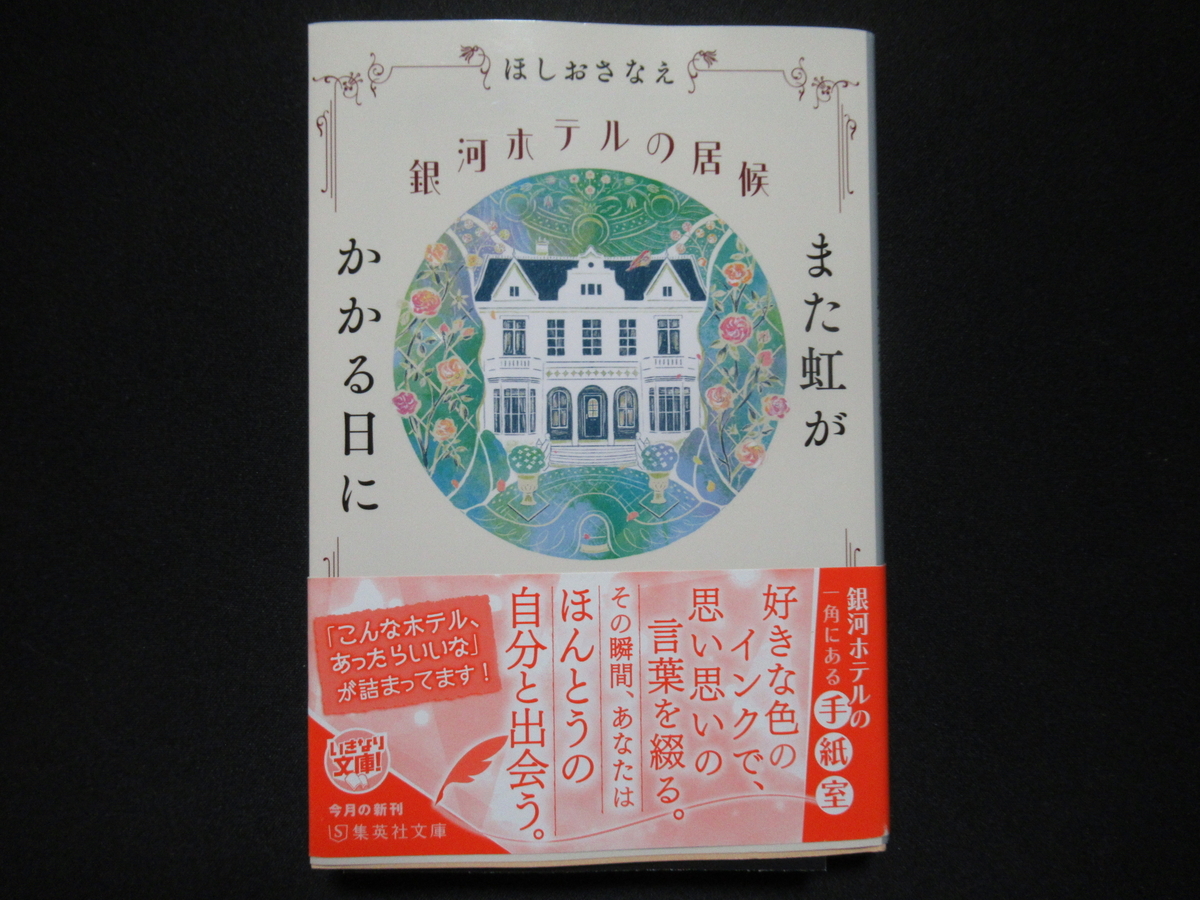 ほしおさなえ
銀河ホテルの居候
また虹が
かかる日に
銀河ホテルの
一角にある
手紙室
好きな色の
インクで、
思い思いの
言葉を綴る。
その瞬間、あなたは
ほんとうの
自分と出会う。
「こんなホテル、
あったらいいな」
が詰まってます!
いきなり
文庫!
今月の新刊
S集英社文庫